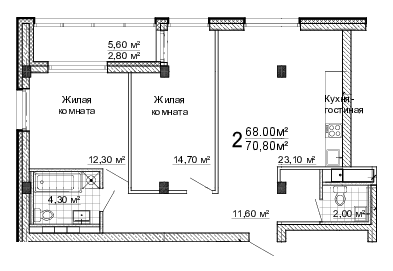 5,60 м²
2,80 м²
Жилая
комната
Жилая
комната
Кухня-
гостиная
2
68.00м²
70,80м²
12,30 м²
14,70 м²
23,10 м²
4,30 м²
11,60 м²
2,00 м²